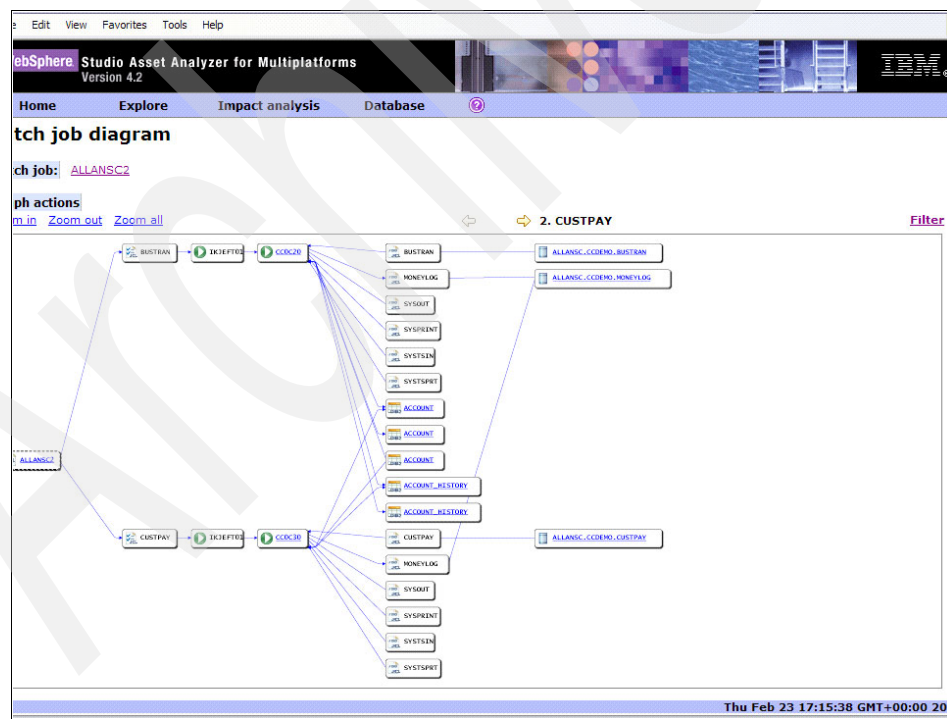 Edit View Favorites Tools Help
WebSphere. Studio Asset Analyzer for Multiplatforms
Version 4.2
IBM.
Home Explore Impact analysis Database ?
tch job diagram
ch job: ALLANSC2
ph actions
m in Zoom out Zoom all
2. CUSTPAY
Filter
BUSTRAN IKJEFT01 CCDC20 BUSTRAN ALLANSC.CCDEMO.BUSTRAN
MONEYLOG ALLANSC.CCDEMO.MONEYLOG
SYSOUT
SYSPRINT
SYSTSIN
SYSTSPRT
ACCOUNT
ACCOUNT
ALLANSC2 ACCOUNT
ACCOUNT_HISTORY
ACCOUNT_HISTORY
CUSTPAY IKJEFT01 CCDC30 CUSTPAY ALLANSC.CCDEMO.CUSTPAY
MONEYLOG
SYSOUT
SYSPRINT
SYSTSIN
SYSTSPRT
Thu Feb 23 17:15:38 GMT+00:00 20